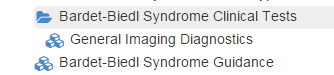 Bardet-Biedl Syndrome Clinical Tests
General Imaging Diagnostics
Bardet-Biedl Syndrome Guidance